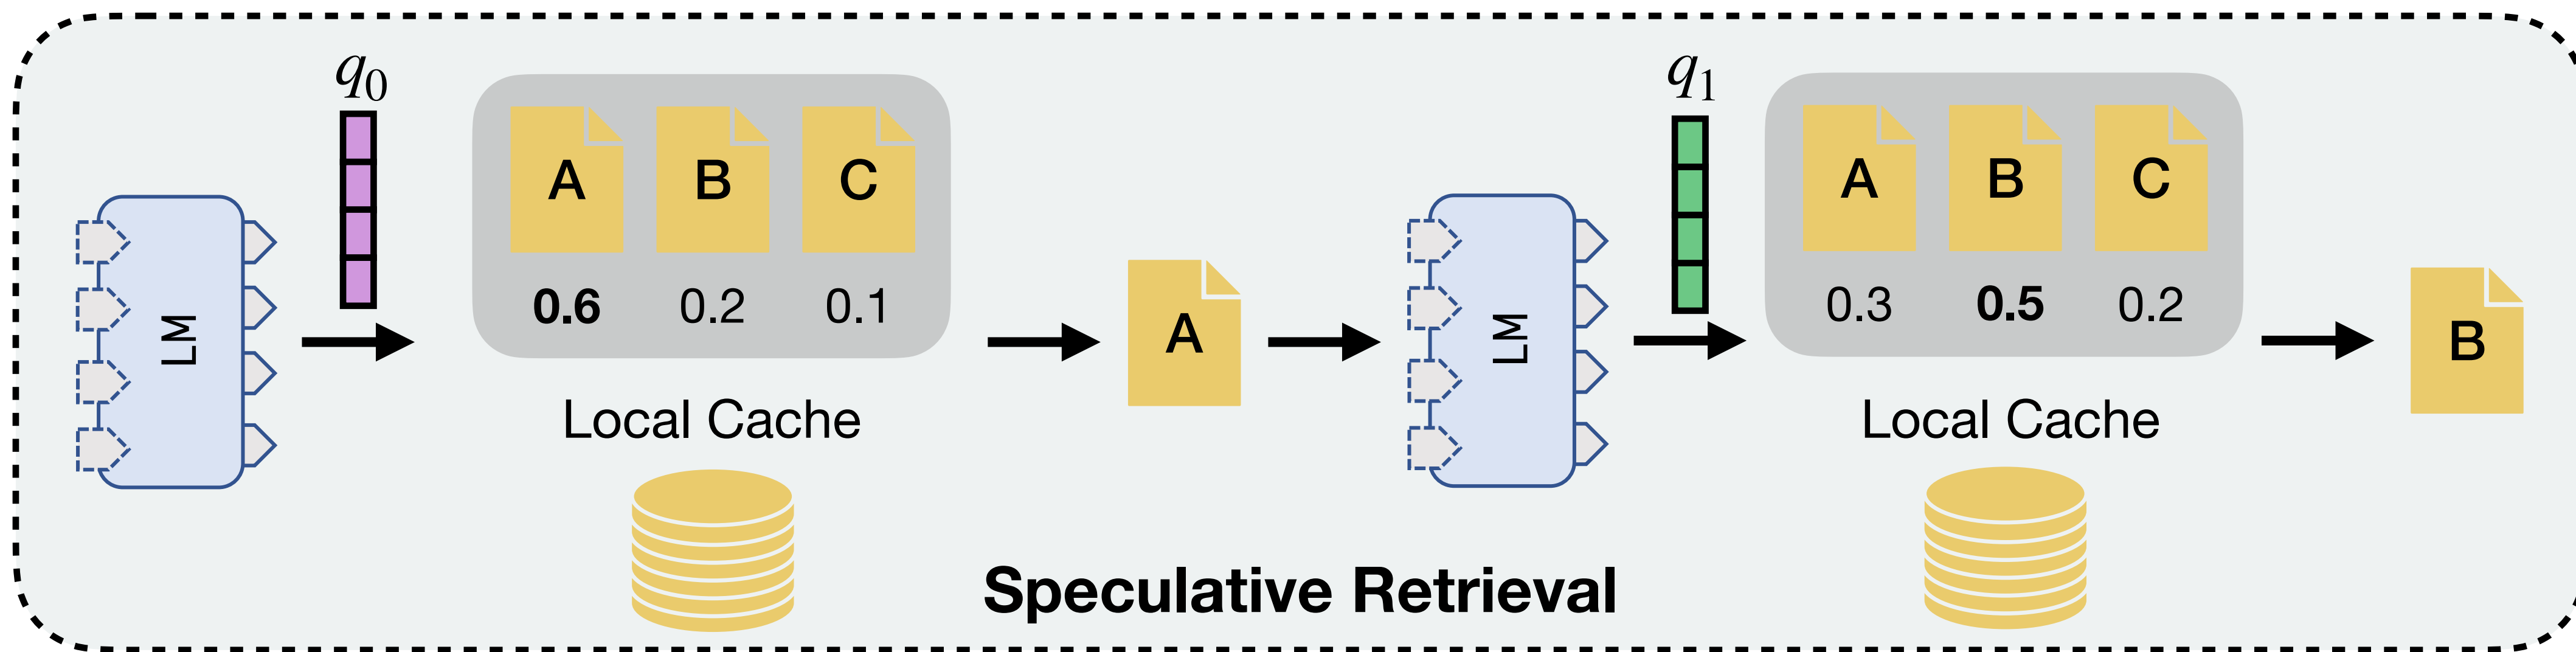 q0
A B C
0.6 0.2 0.1
LM
Local Cache
A
LM
q1
A B C
0.3 0.5 0.2
Local Cache
B
Speculative Retrieval